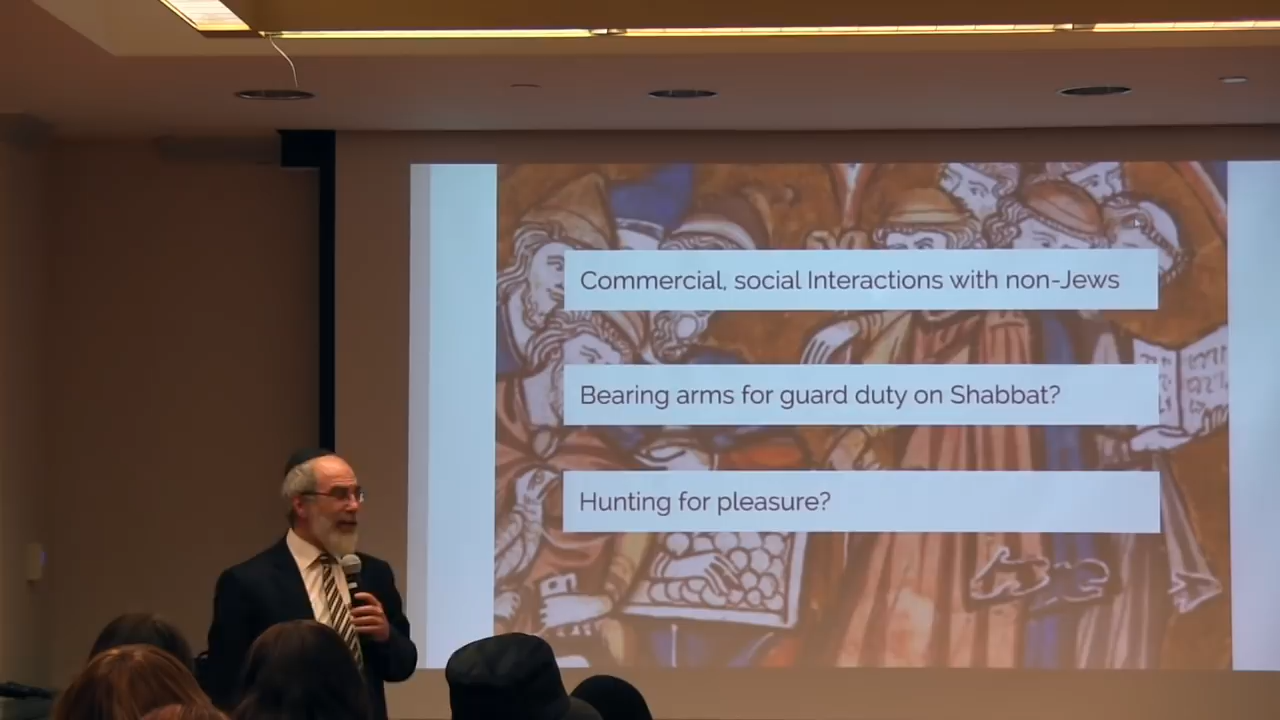 Commercial, social Interactions with non-Jews
Bearing arms for guard duty on Shabbat?
Hunting for pleasure?